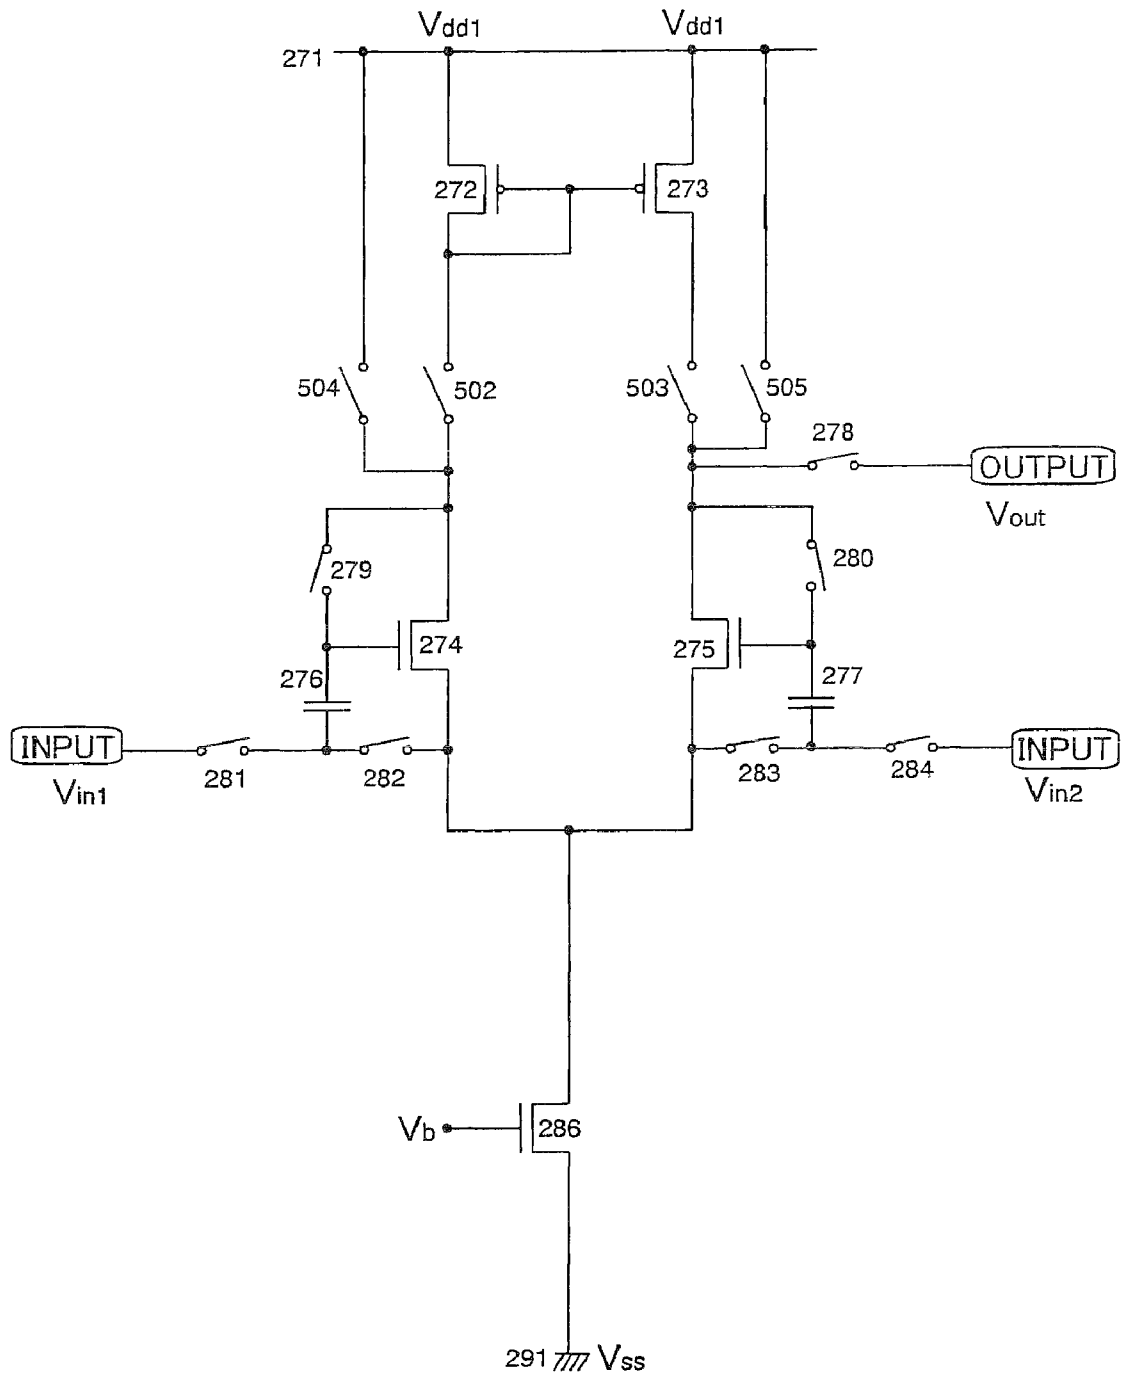 Vdd1 Vdd1
271
272 273
504 502 503 505
278
OUTPUT
Vout
279 280
274 275
276 277
INPUT INPUT
281 282 283 284
Vin1 Vin2
Vb 286
291 Vss